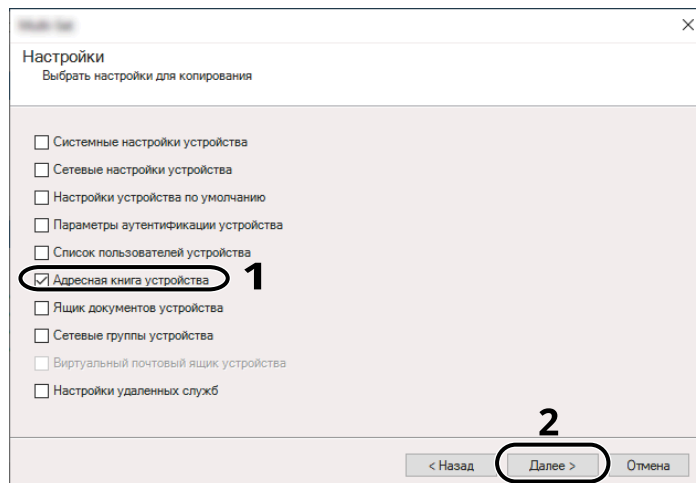 Настройки
Выбрать настройки для копирования
Системные настройки устройства
Сетевые настройки устройства
Настройки устройства по умолчанию
Параметры аутентификации устройства
Список пользователей устройства
Адресная книга устройства 1
Ящик документов устройства
Сетевые группы устройства
Виртуальный почтовый ящик устройства
Настройки удаленных служб
2
< Назад Далее > Отмена